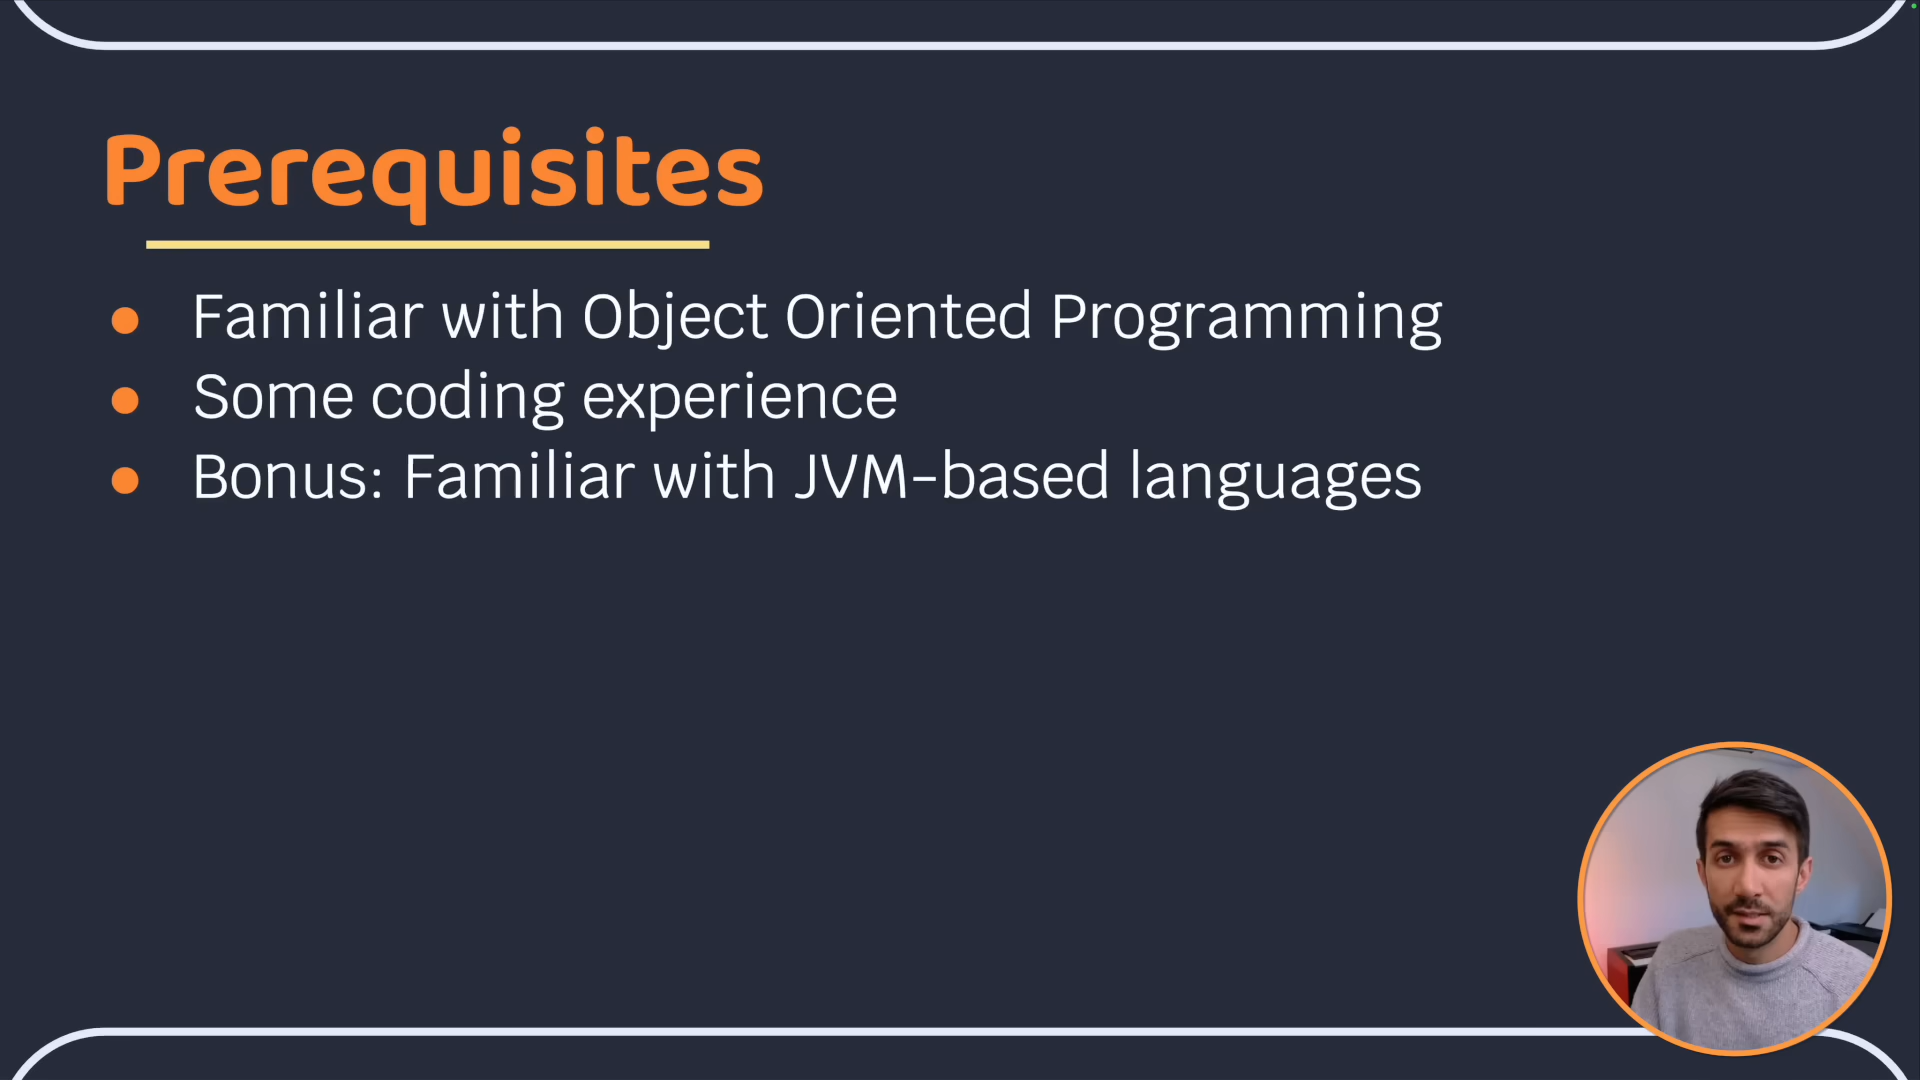 Prerequisites
Familiar with Object Oriented Programming
Some coding experience
Bonus: Familiar with JVM-based languages